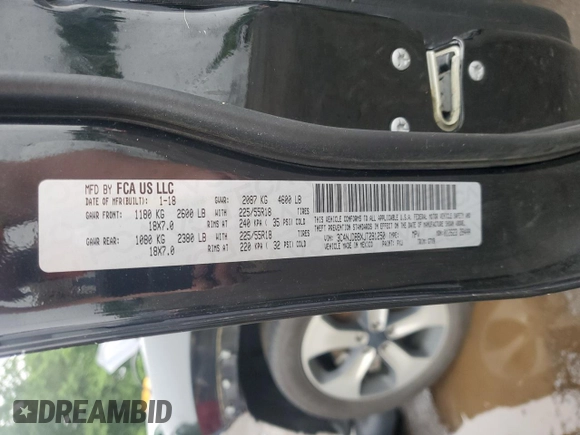 MFD BY FCA US LLC
DATE OF MFR(BUILT): 1-18 GVWR: 2087 KG 4600 LB
GAWR FRONT: 1180 KG 2600 LB WITH 225/55R18 TIRES
18X7.0 240 KPA/ 35 PSI COLD
GAWR REAR: 1080 KG 2380 LB WITH 225/55R18 TIRES
18X7.0 220 KPA/ 32 PSI COLD
THIS VEHICLE CONFORMS TO ALL APPLICABLE U.S.A. FEDERAL MOTOR VEHICLE SAFETY AND
THEFT PREVENTION STANDARDS IN EFFECT ON THE DATE OF MANUFACTURE SHOWN ABOVE.
VIN: TYPE: MPV
VEHICLE MADE IN MEXICO PAINT:
DREAMBID